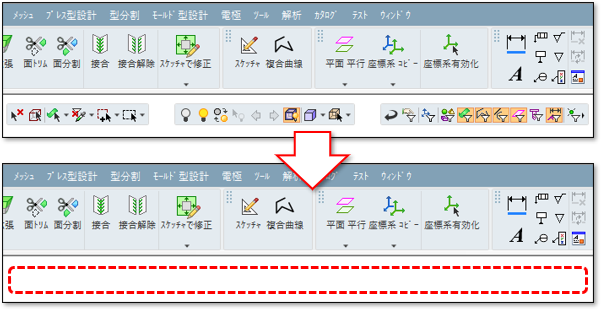 メッシュ プレス型設計 型分割 モールド型設計 電極 ツール 解析 カタログ テスト ウィンドウ
張 面トリム 面分割 接合 接合解除 スケッチで修正 スケッチ 複合曲線 平面 平行 座標系 コピー 座標系有効化
A
メッシュ プレス型設計 型分割 モールド型設計 電極 ツール 解 ログ テスト ウィンドウ
張 面トリム 面分割 接合 接合解除 スケッチで修正 スケッチ 複合曲線 平面 平行 座標系 コピー 座標系有効化
A